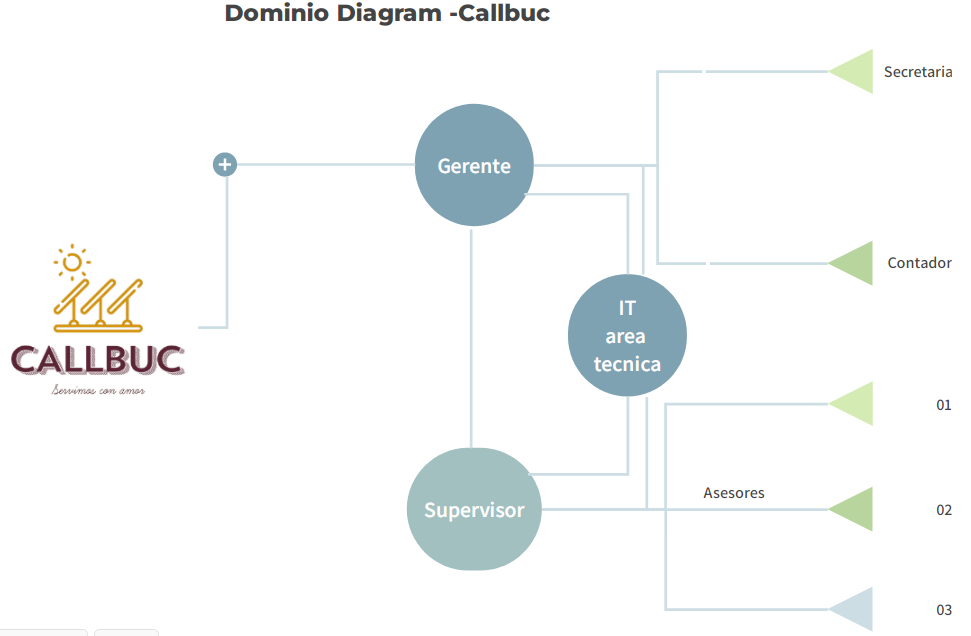 Dominio Diagram -Callbuc
Secretaria
Gerente
Contador
IT
area
tecnica
CALLBUC
Servimos con amor
01
Asesores
Supervisor
02
03